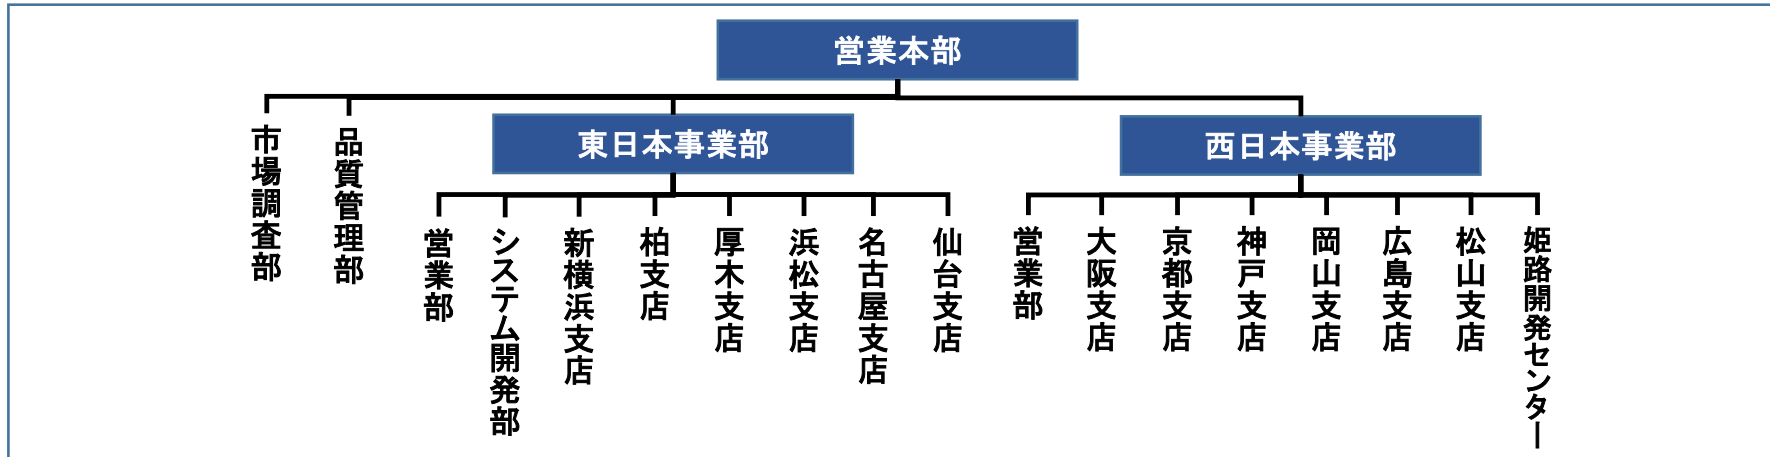 営業本部
市場調査部
品質管理部
東日本事業部
西日本事業部
営業部
システム開発部
新横浜支店
柏支店
厚木支店
浜松支店
名古屋支店
仙台支店
営業部
大阪支店
京都支店
神戸支店
岡山支店
広島支店
松山支店
姫路開発センター